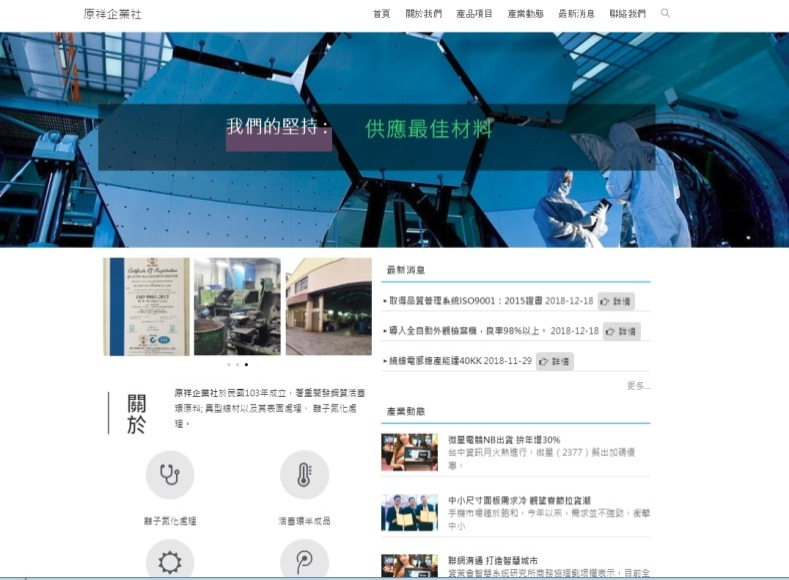 原祥企業社
首頁 關於我們 產品項目 產業動態 最新消息 聯絡我們
我們的堅持： 供應最佳材料
Certificate Of Registration
ISO 9001:2015
最新消息
取得品質管理系統ISO9001：2015證書 2018-12-18 詳情
導入全自動外觀檢案機，良率98%以上。 2018-12-18 詳情
繞線電感線產能達40KK 2018-11-29 詳情
更多...
關於
原祥企業社於民國103年成立，著重開發鋼質活塞
環原料; 異型線材以及其表面處理、 離子氮化處
理。
離子氮化處理
活塞環半成品
產業動態
微星電競NB出貨 拚年增30%
台中資訊月火熱進行，微星（2377）祭出加碼優
惠，
中小尺寸面板需求冷 觀望春節拉貨潮
手機市場趨於飽和，今年以來，需求並不強勁，衝擊
中小
聯網溝通 打造智慧城市
資策會智慧系統研究所商務協理鄭項權表示，目前全